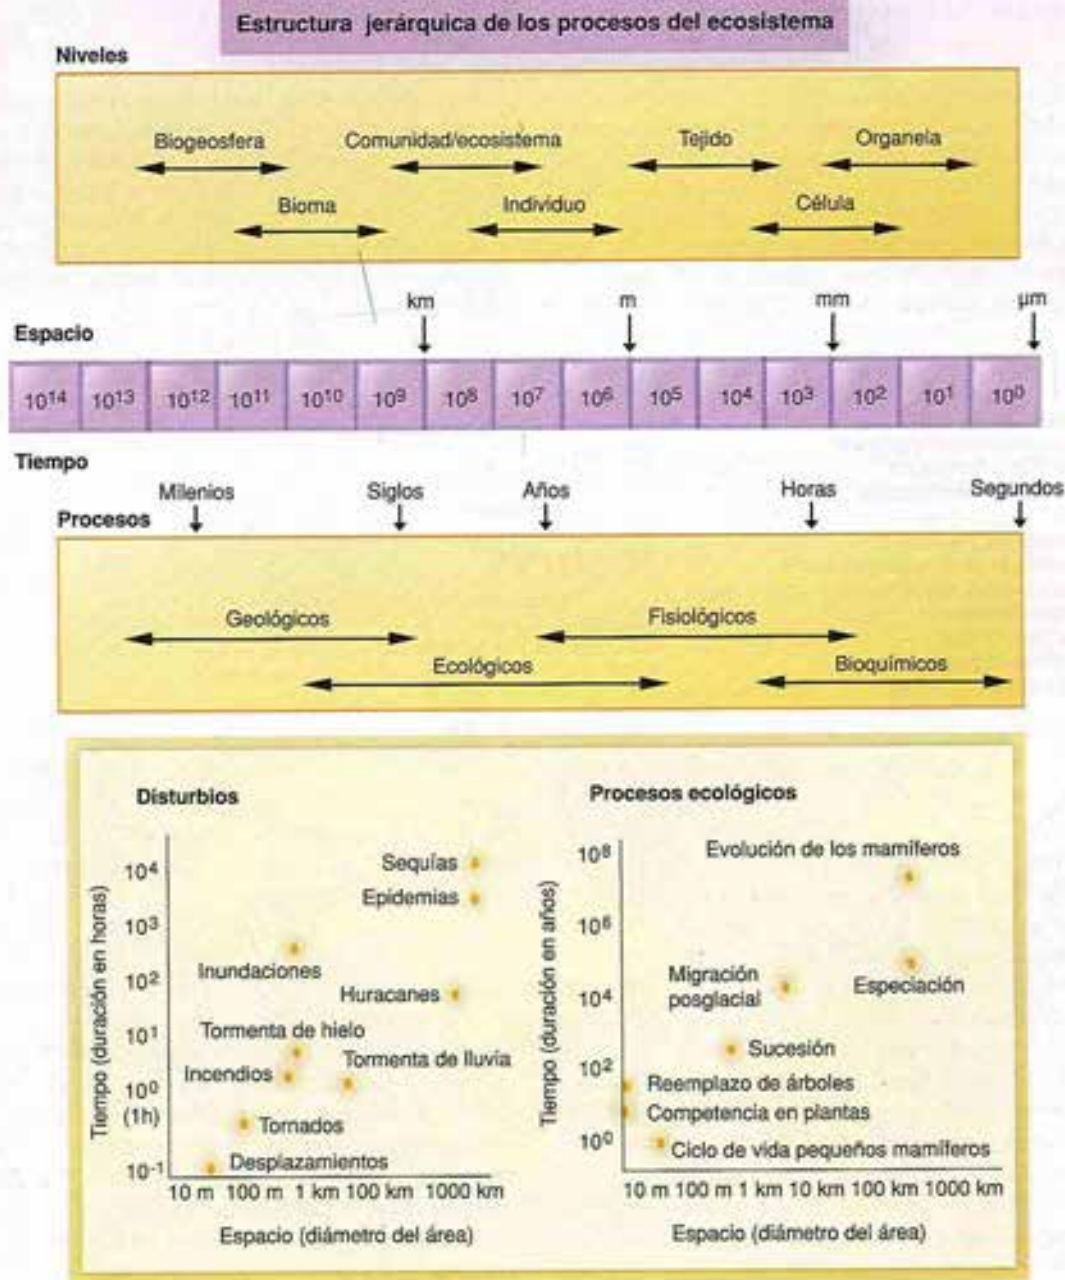 Estructura jerárquica de los procesos del ecosistema
Niveles
Biogeosfera
Comunidad/ecosistema
Tejido
Organela
Bioma
Individuo
Célula
km
m
mm
µm
Espacio
10¹⁴ 10¹³ 10¹² 10¹¹ 10¹⁰ 10⁹ 10⁸ 10⁷ 10⁶ 10⁵ 10⁴ 10³ 10² 10¹ 10⁰
Tiempo
Milenios
Siglos
Años
Horas
Segundos
Procesos
Geológicos
Fisiológicos
Ecológicos
Bioquímicos
Disturbios
Tiempo (duración en horas)
10⁴
10³
10²
10¹
10⁰
(1h)
10⁻¹
Sequías
Epidemias
Inundaciones
Huracanes
Tormenta de hielo
Tormenta de lluvia
Incendios
Tornados
Desplazamientos
10 m 100 m 1 km 100 km 1000 km
Espacio (diámetro del área)
Procesos ecológicos
Tiempo (duración en años)
10⁸
10⁶
10⁴
10²
10⁰
Evolución de los mamíferos
Migración
posglacial
Especiación
Sucesión
Reemplazo de árboles
Competencia en plantas
Ciclo de vida pequeños mamíferos
10 m 100 m 1 km 10 km 100 km 1000 km
Espacio (diámetro del área)